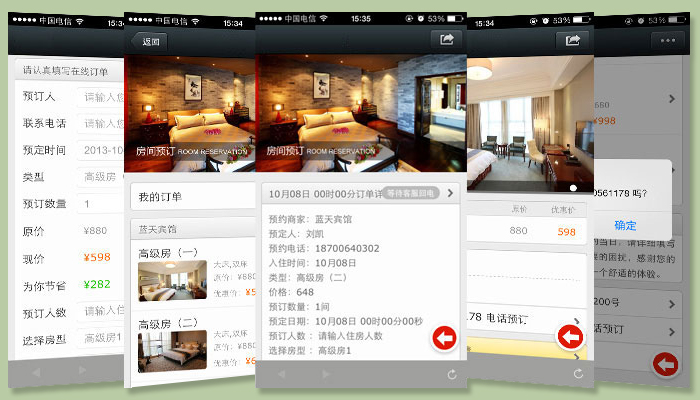 中国电信
15:34
请认真填写在线订单
预订人
请输入您
联系电话
请输入您
预定时间
2013-10
类型
高级房(
预订数量
1
原价
¥880
现价
¥598
为你节省
¥282
预订人数
请输入住
选择房型
高级房1
中国电信
15:34
返回
房间预订 ROOM RESERVATION
我的订单
蓝天宾馆
高级房（一）
大床,双床
原价：¥880
优惠价：¥5
高级房（二）
大床,双床
原价：¥880
优惠价：¥6
中国电信
15:35
53%
房间预订 ROOM RESERVATION
10月08日 00时00分订单详
等待客服回电
预约商家：蓝天宾馆
预定人：刘凯
预约电话：18700640302
入住时间：10月08日
类型：高级房（二）
价格：648
预订数量：1间
预定日期：10月08日 00时00分00秒
预订人数：请输入住房人数
选择房型：高级房1
15:34
53%
原价
优惠价
880
598
78 电话预订
53%
680
¥998
0561178 吗?
确定
的当日，请详细填写
的困扰，感谢您的
一个舒适的体验。
200号
话预订